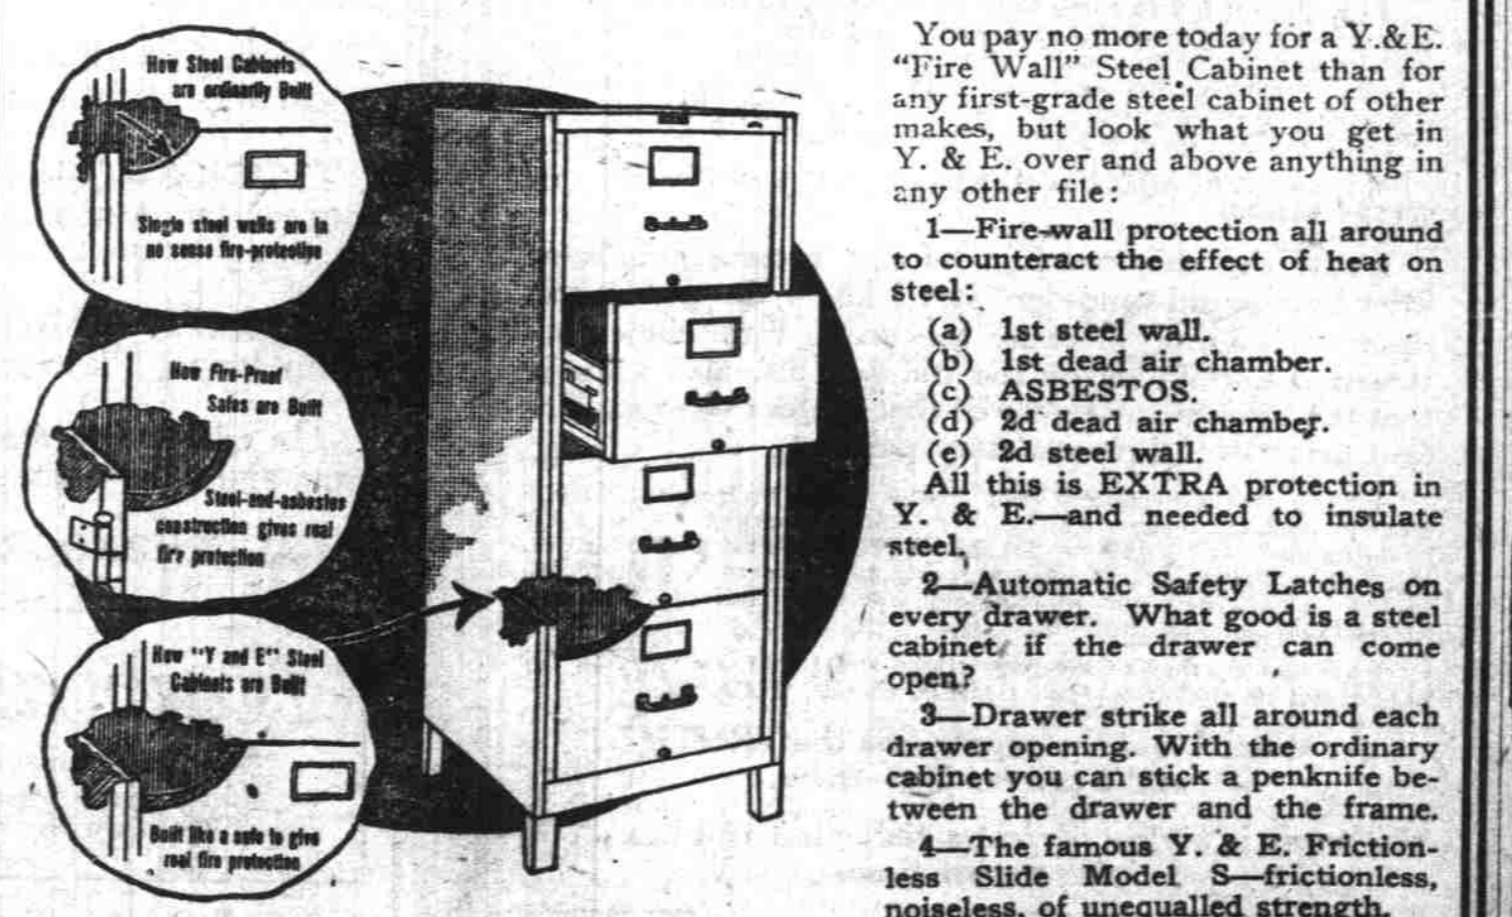 How Steel Cabinets
are ordinarily Built
Single steel walls are in
no sense fire-protective
How Fire-Proof
Safes are Built
Steel-and-asbestos
construction gives real
fire protection
How "Y and E" Steel
Cabinets are Built
Built like a safe to give
real fire protection
You pay no more today for a Y.&E.
"Fire Wall" Steel Cabinet than for
any first-grade steel cabinet of other
makes, but look what you get in
Y. & E. over and above anything in
any other file:
1—Fire-wall protection all around
to counteract the effect of heat on
steel:
(a) 1st steel wall.
(b) 1st dead air chamber.
(c) ASBESTOS.
(d) 2d dead air chamber.
(e) 2d steel wall.
All this is EXTRA protection in
Y. & E.—and needed to insulate
steel.
2—Automatic Safety Latches on
every drawer. What good is a steel
cabinet if the drawer can come
open?
3—Drawer strike all around each
drawer opening. With the ordinary
cabinet you can stick a penknife be-
tween the drawer and the frame.
4—The famous Y. & E. Friction-
less Slide Model S—frictionless,
noiseless, of unequalled strength.